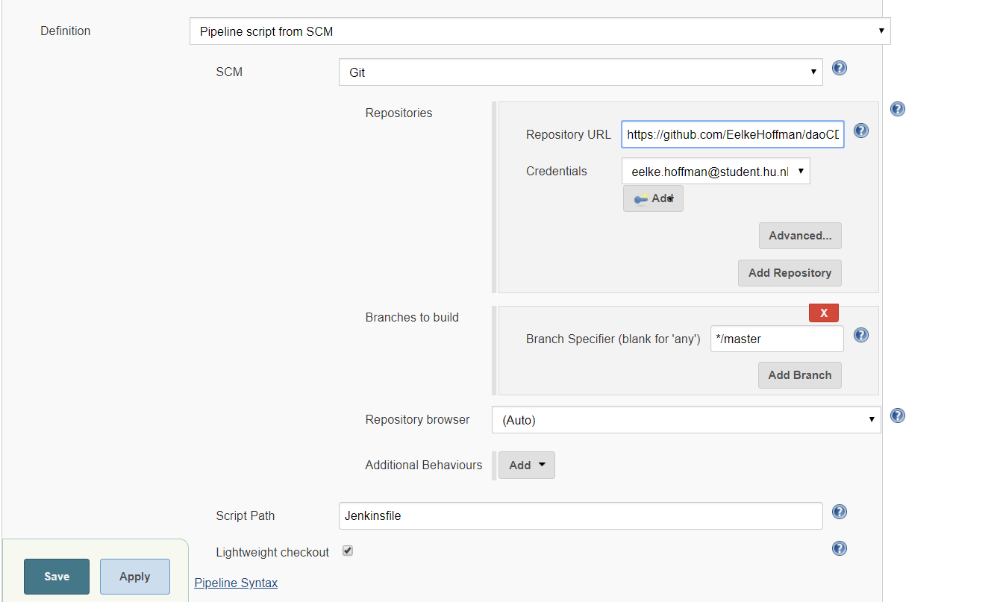 Definition
Pipeline script from SCM
SCM
Git
Repositories
Repository URL
https://github.com/EelkeHoffman/daoCD
Credentials
eelke.hoffman@student.hu.nl
Add
Advanced...
Add Repository
Branches to build
X
Branch Specifier (blank for 'any')
*/master
Add Branch
Repository browser
(Auto)
Additional Behaviours
Add
Script Path
Jenkinsfile
Lightweight checkout
Save
Apply
Pipeline Syntax